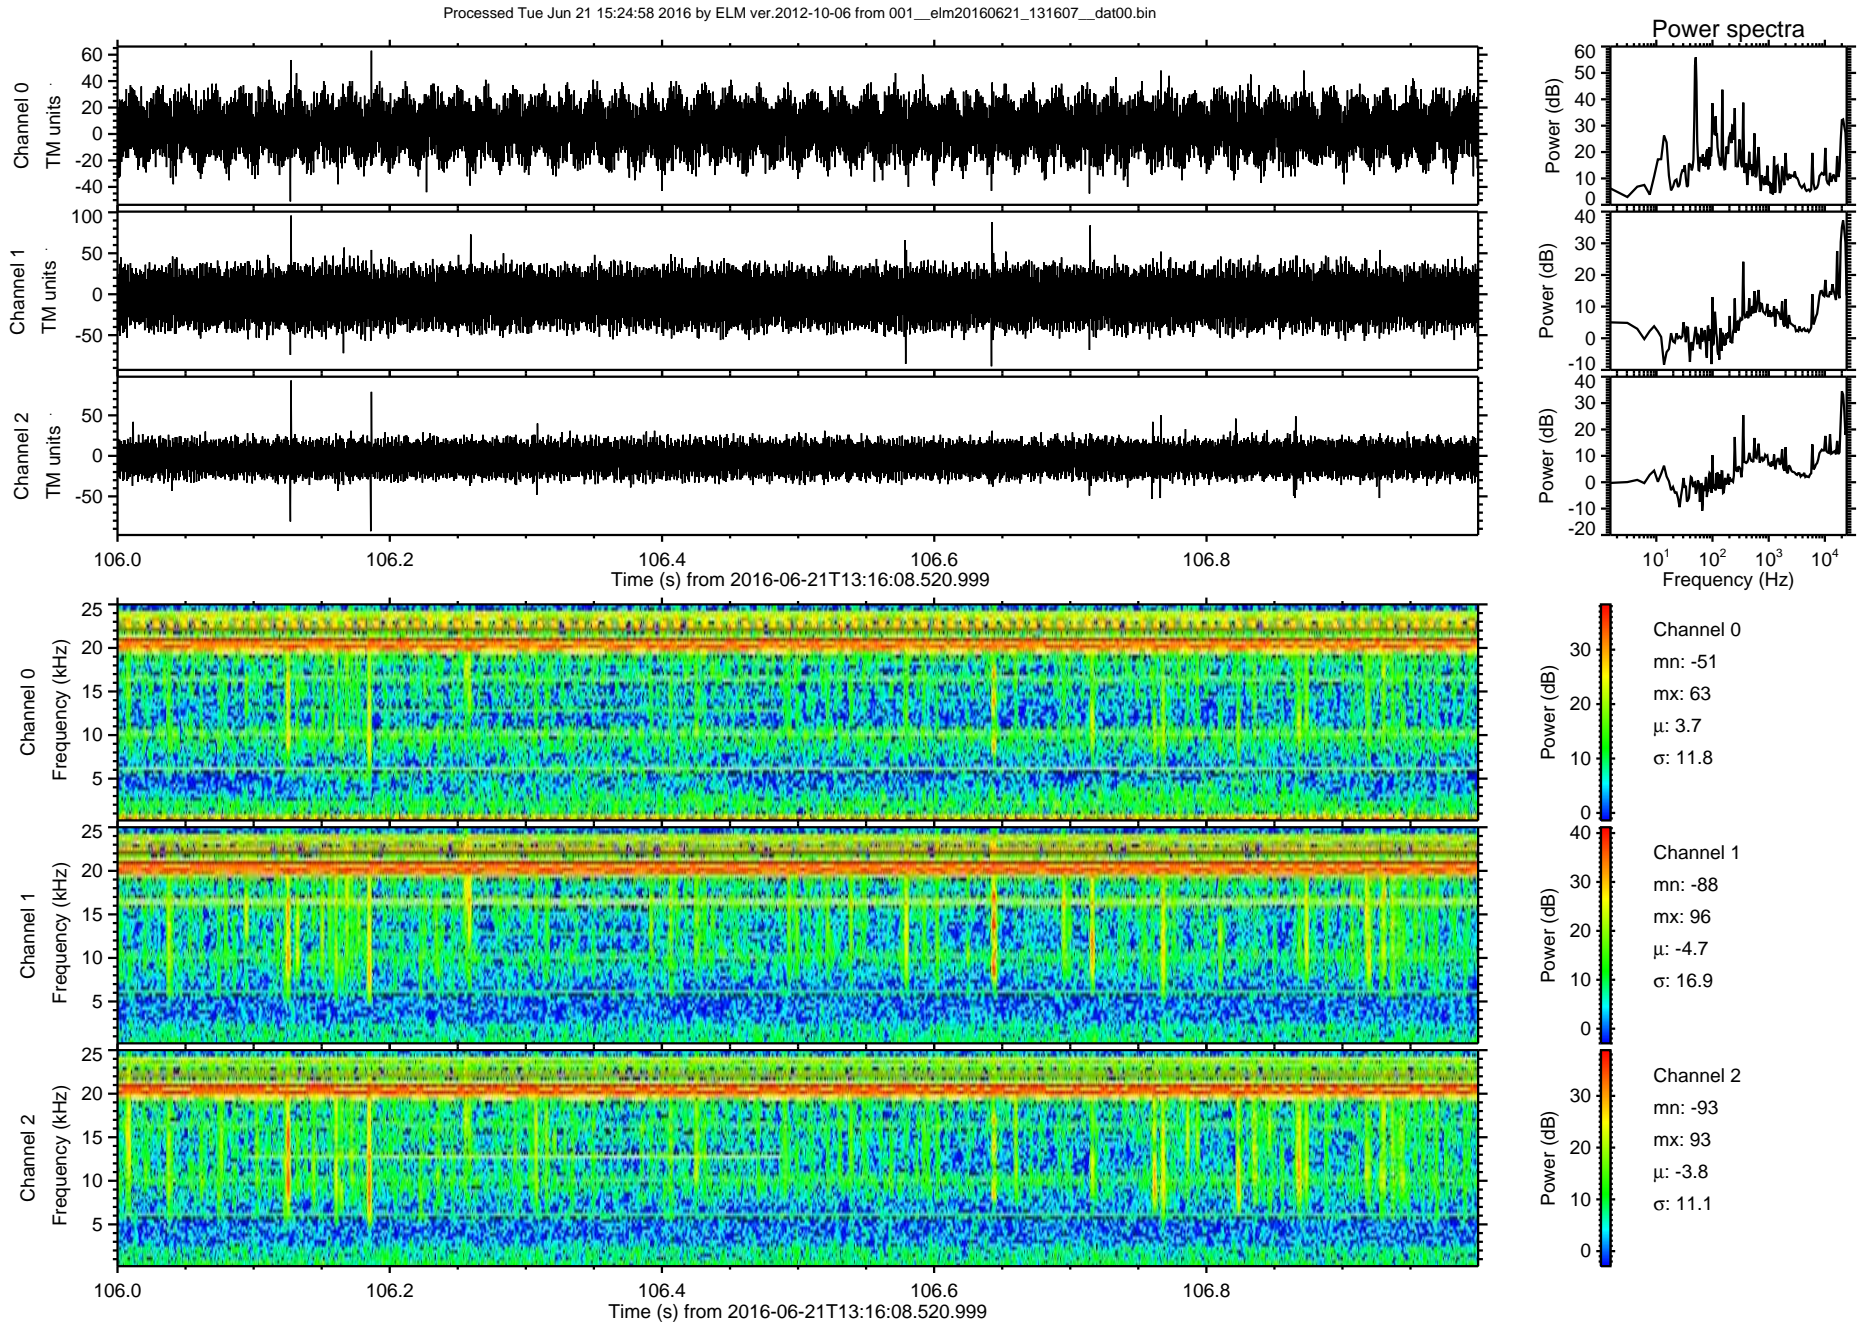 Processed Tue Jun 21 15:24:58 2016 by ELM ver.2012-10-06 from 001__elm20160621_131607__dat00.bin
Power spectra
Channel 0
TM units
60
40
20
0
-20
-40
Power (dB)
60
50
40
30
20
10
0
Channel 1
TM units
100
50
0
-50
Power (dB)
40
30
20
10
0
-10
Channel 2
TM units
50
0
-50
Power (dB)
40
30
20
10
0
-10
-20
106.0 106.2 106.4 106.6 106.8
Time (s) from 2016-06-21T13:16:08.520.999
10¹ 10² 10³ 10⁴
Frequency (Hz)
Channel 0
Frequency (kHz)
25
20
15
10
5
Power (dB)
30
20
10
0
Channel 0
mn: -51
mx: 63
μ: 3.7
σ: 11.8
Channel 1
Frequency (kHz)
25
20
15
10
5
Power (dB)
40
30
20
10
0
Channel 1
mn: -88
mx: 96
μ: -4.7
σ: 16.9
Channel 2
Frequency (kHz)
25
20
15
10
5
Power (dB)
30
20
10
0
Channel 2
mn: -93
mx: 93
μ: -3.8
σ: 11.1
106.0 106.2 106.4 106.6 106.8
Time (s) from 2016-06-21T13:16:08.520.999